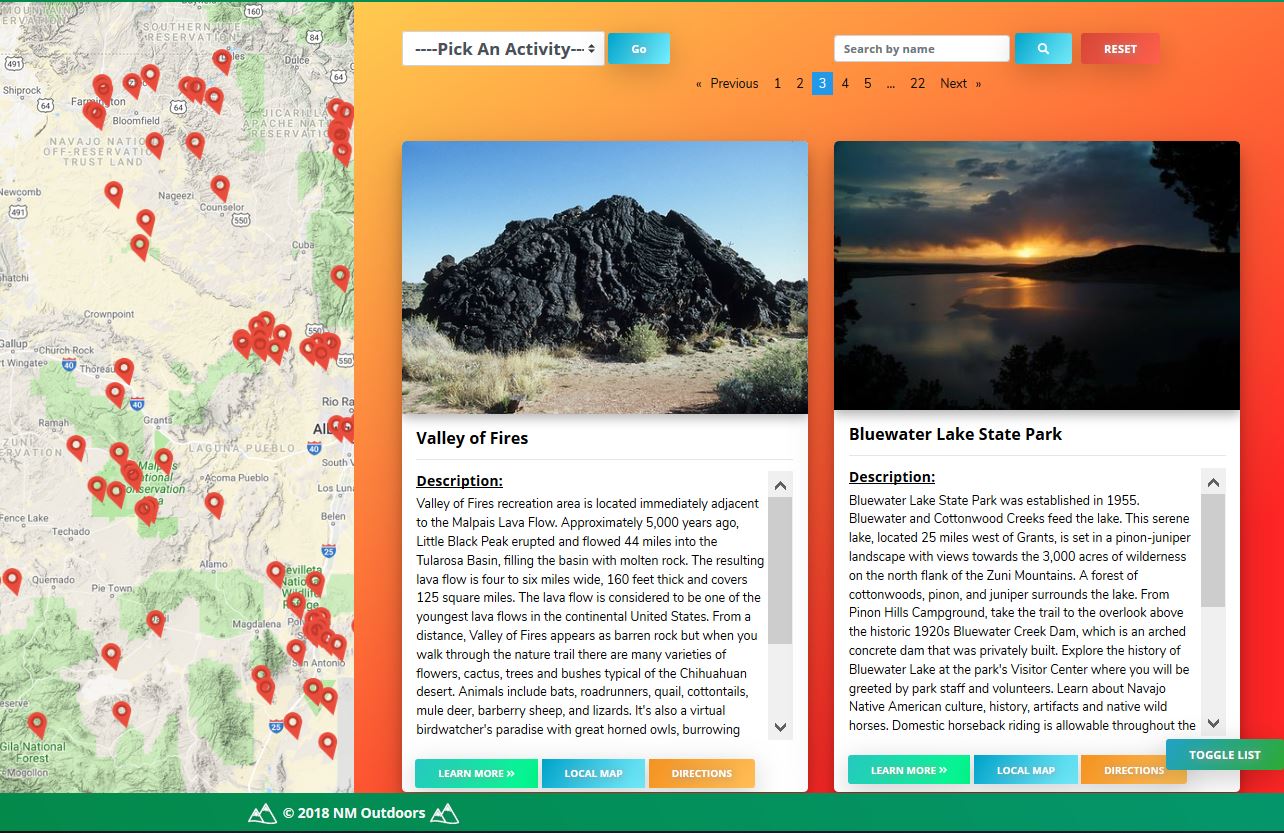 MOUNTAIN
ERVATION
SOUTHERN UTE
RESERVATION
160
84
491
Shiprock
64
Farmington
Bloomfield
64
64
JICARILLA
APACHE NAT
RESERVATION
NAVAJO NATION
OFF-RESERVATION
TRUST LAND
Newcomb
491
Nageezi
Counselor
550
Cuba
Crownpoint
550
Gallup
Church Rock
rt Wingate
40
Thoreau
550
40
Rio Ra
Ramah
Grants
ZUNI
RVATION
LAGUNA PUEBLO
40
South V
Acoma Pueblo
Los Luna
Fence Lake
Techado
Belen
25
Alamo
Quemado
Pie Town
Magdalena
San Antonio
25
Gila National
Forest
Mogollon
----Pick An Activity---
Go
Search by name
RESET
« Previous 1 2 3 4 5 ... 22 Next »
Valley of Fires
Description:
Valley of Fires recreation area is located immediately adjacent
to the Malpais Lava Flow. Approximately 5,000 years ago,
Little Black Peak erupted and flowed 44 miles into the
Tularosa Basin, filling the basin with molten rock. The resulting
lava flow is four to six miles wide, 160 feet thick and covers
125 square miles. The lava flow is considered to be one of the
youngest lava flows in the continental United States. From a
distance, Valley of Fires appears as barren rock but when you
walk through the nature trail there are many varieties of
flowers, cactus, trees and bushes typical of the Chihuahuan
desert. Animals include bats, roadrunners, quail, cottontails,
mule deer, barberry sheep, and lizards. It's also a virtual
birdwatcher's paradise with great horned owls, burrowing
LEARN MORE »
LOCAL MAP
DIRECTIONS
Bluewater Lake State Park
Description:
Bluewater Lake State Park was established in 1955.
Bluewater and Cottonwood Creeks feed the lake. This serene
lake, located 25 miles west of Grants, is set in a pinon-juniper
landscape with views towards the 3,000 acres of wilderness
on the north flank of the Zuni Mountains. A forest of
cottonwoods, pinon, and juniper surrounds the lake. From
Pinon Hills Campground, take the trail to the overlook above
the historic 1920s Bluewater Creek Dam, which is an arched
concrete dam that was privately built. Explore the history of
Bluewater Lake at the park's Visitor Center where you will be
greeted by park staff and volunteers. Learn about Navajo
Native American culture, history, artifacts and native wild
horses. Domestic horseback riding is allowable throughout the
LEARN MORE »
LOCAL MAP
DIRECTIONS
TOGGLE LIST
© 2018 NM Outdoors